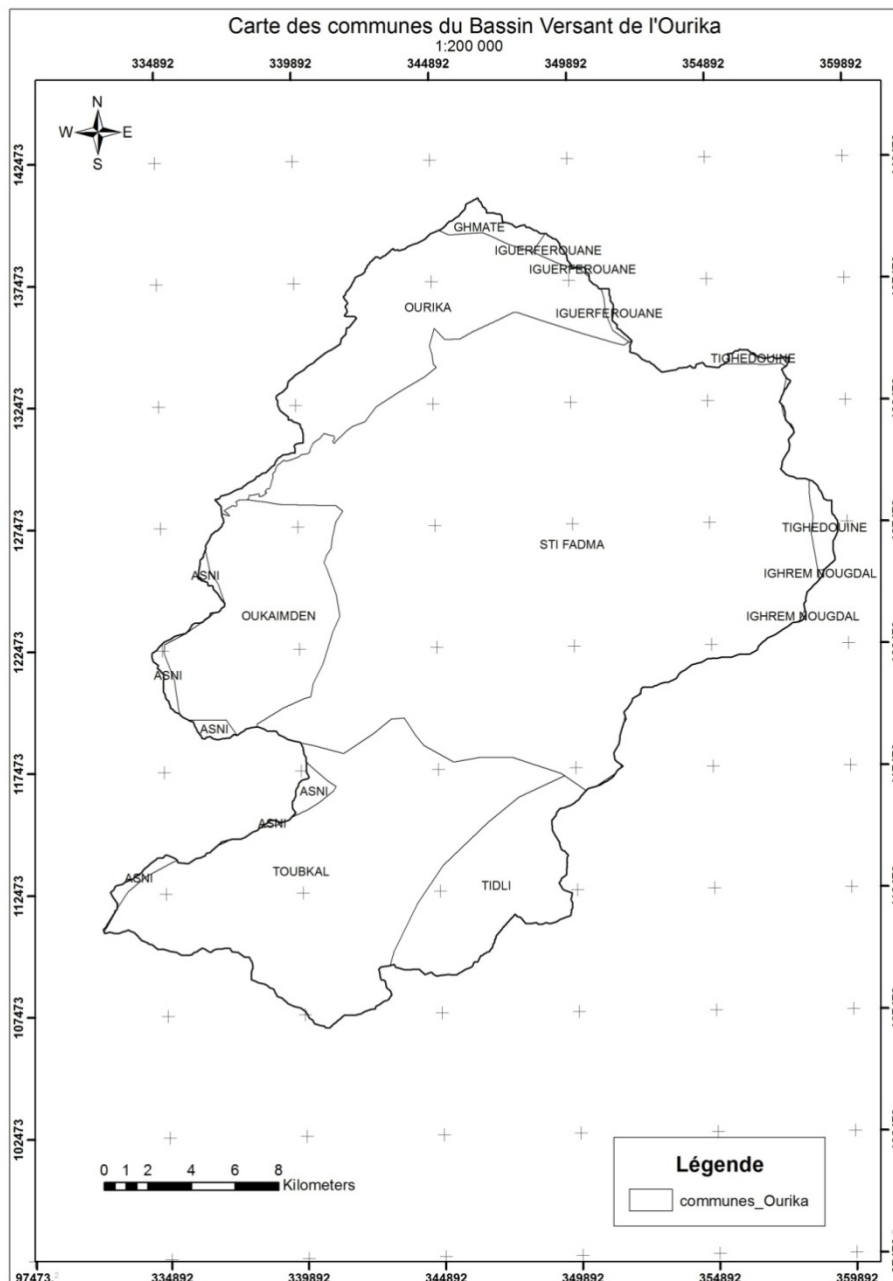 Carte des communes du Bassin Versant de l'Ourika
1:200 000
334892 339892 344892 349892 354892 359892
N
W E
S
142473
GHMATE
IGUERFEROUANE
IGUERFEROUANE
137473
OURIKA
IGUERFEROUANE
TIGHEDOUINE
132473
127473
TIGHEDOUINE
STI FADMA
ASNI
IGHREM NOUGDAL
OUKAIMDEN
IGHREM NOUGDAL
122473
ASNI
ASNI
117473
ASNI
ASNI
TOUBKAL
ASNI
TIDLI
112473
107473
102473
0 1 2 4 6 8
Kilometers
Légende
communes_Ourika
97473
334892 339892 344892 349892 354892 359892